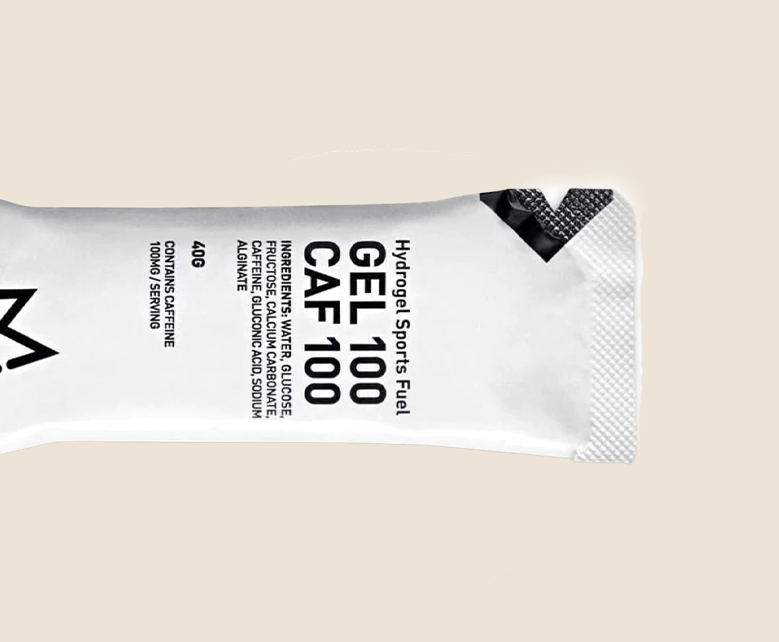 Hydrogel Sports Fuel
GEL 100
CAF 100
INGREDIENTS: WATER, GLUCOSE,
FRUCTOSE, CALCIUM CARBONATE,
CAFFEINE, GLUCONIC ACID, SODIUM
ALGINATE
40G
CONTAINS CAFFEINE
100MG / SERVING